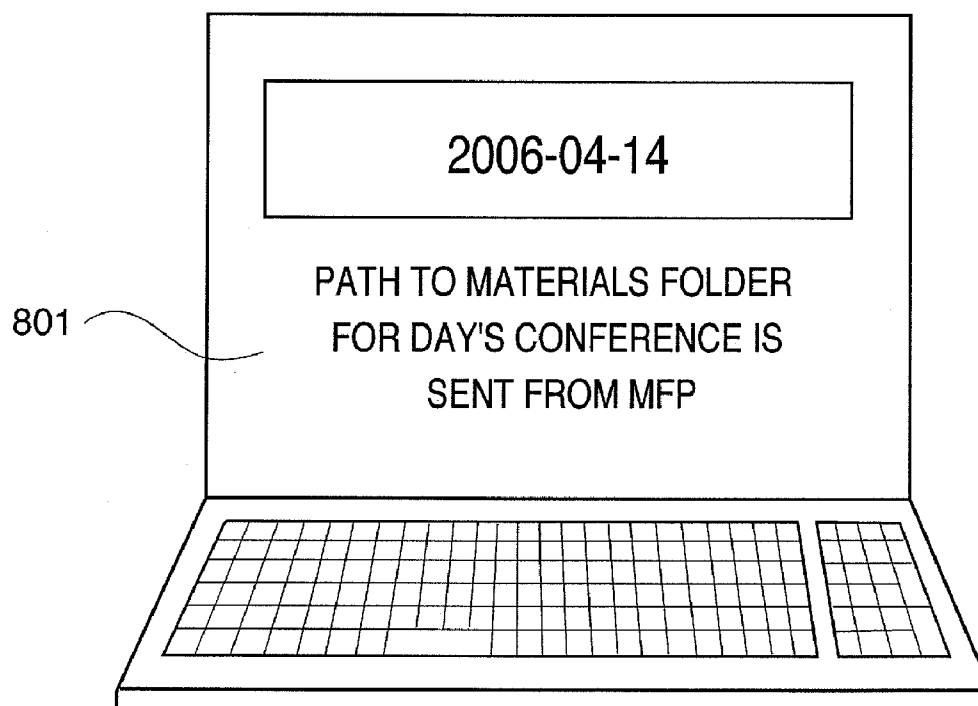 2006-04-14
PATH TO MATERIALS FOLDER
FOR DAY'S CONFERENCE IS
SENT FROM MFP
801